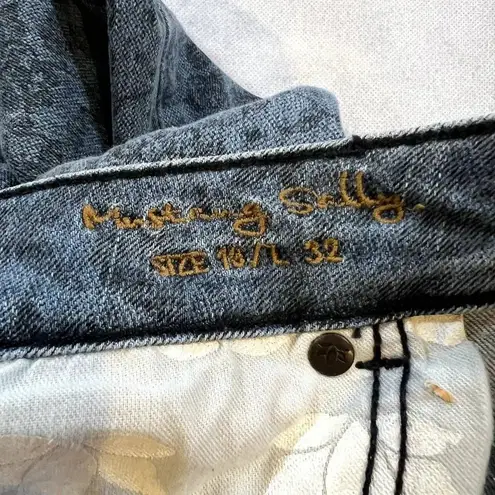 Mustang Sally.
SIZE 16/L 32